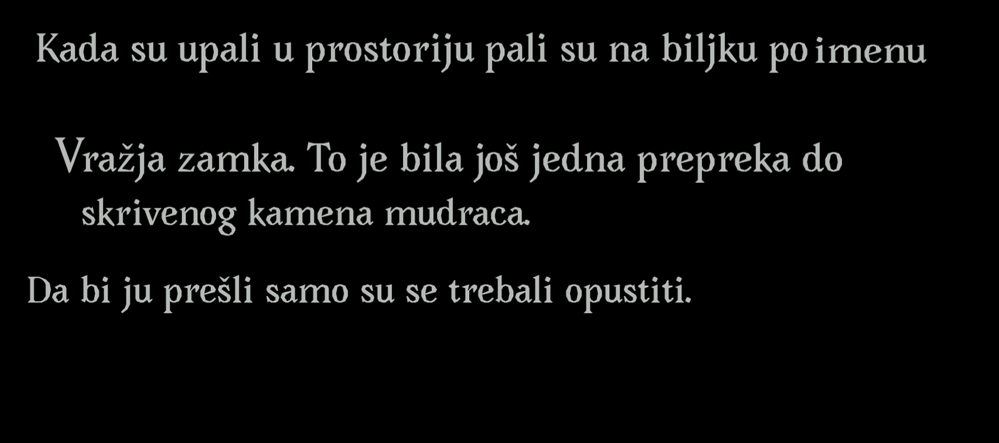 Kada su upali u prostoriju pali su na biljku po imenu
Vražja zamka. To je bila još jedna prepreka do
skrivenog kamena mudraca.
Da bi ju prešli samo su se trebali opustiti.